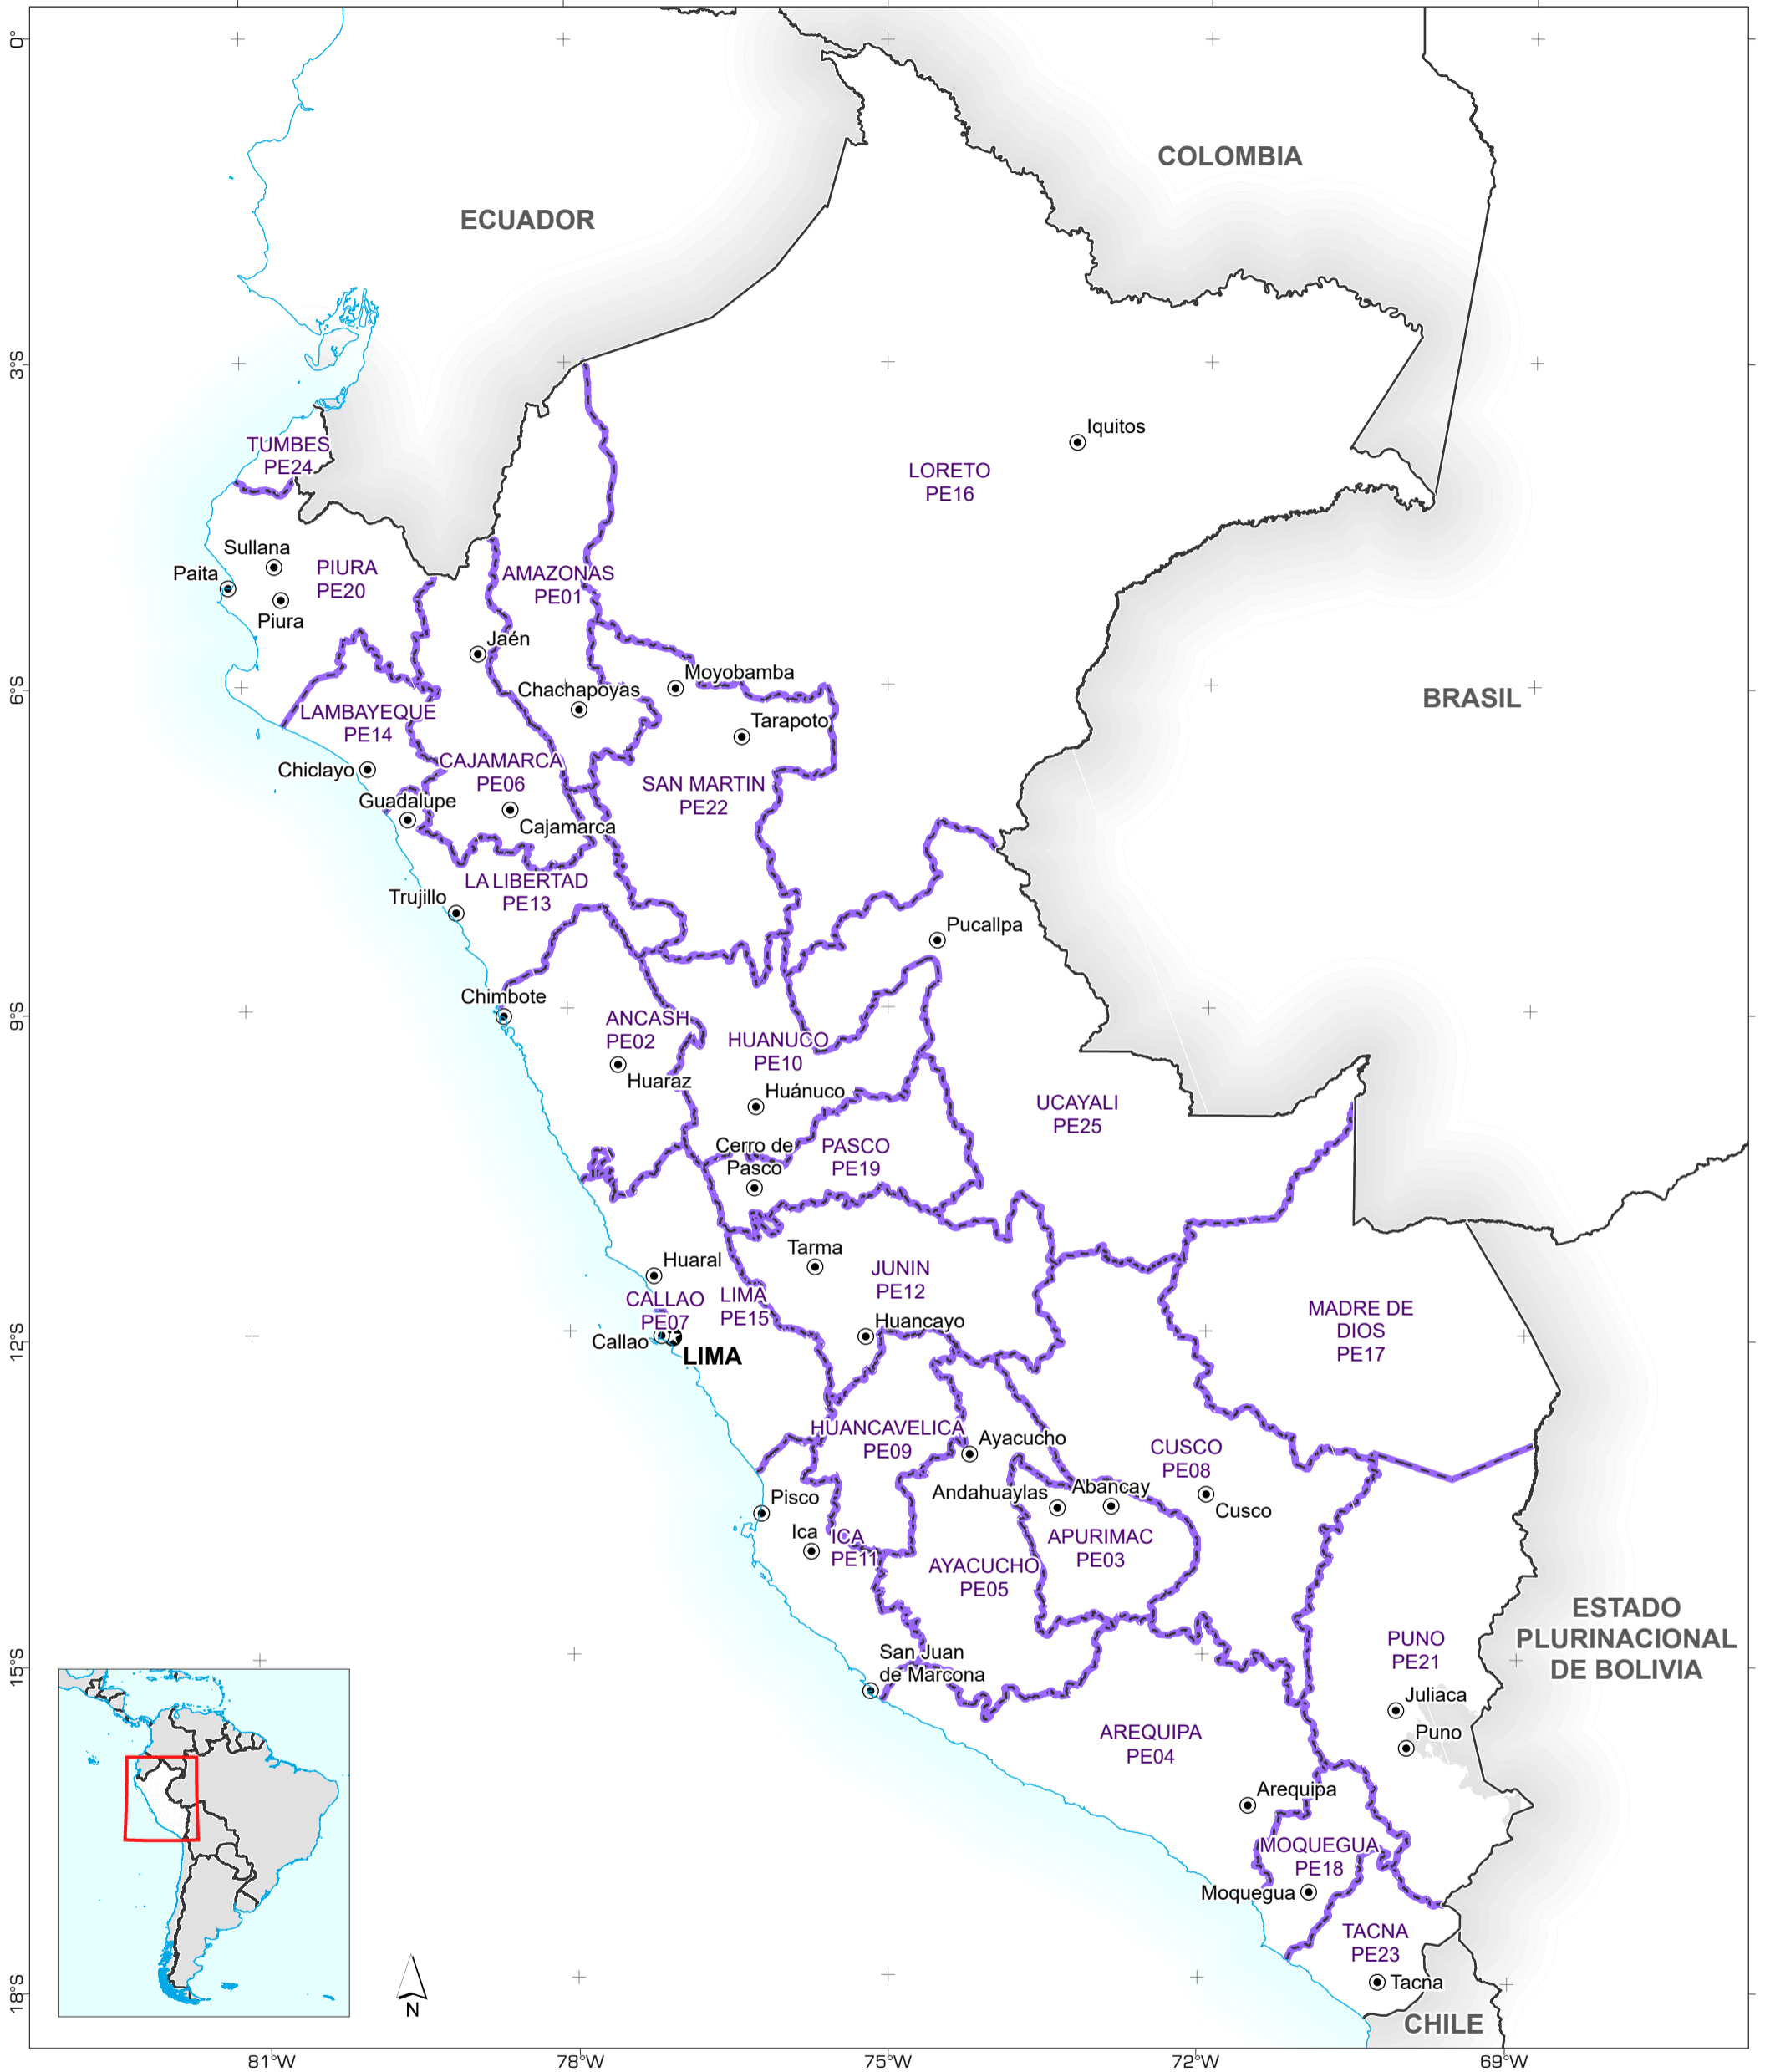 0°
COLOMBIA
ECUADOR
3°S
Iquitos
TUMBES
PE24
LORETO
PE16
Sullana
Paita
PIURA
PE20
Piura
AMAZONAS
PE01
Jaén
Moyobamba
Chachapoyas
6°S
BRASIL
LAMBAYEQUE
PE14
Tarapoto
Chiclayo
CAJAMARCA
PE06
SAN MARTIN
PE22
Guadalupe
Cajamarca
LA LIBERTAD
PE13
Trujillo
Pucallpa
Chimbote
9°S
ANCASH
PE02
HUANUCO
PE10
Huaraz
Huánuco
UCAYALI
PE25
Cerro de
Pasco
PASCO
PE19
Tarma
Huaral
JUNIN
PE12
CALLAO
PE07
LIMA
PE15
MADRE DE
DIOS
PE17
Huancayo
12°S
Callao
LIMA
HUANCAVELICA
PE09
Ayacucho
CUSCO
PE08
Andahuaylas
Abancay
Pisco
Cusco
Ica
ICA
PE11
APURIMAC
PE03
AYACUCHO
PE05
ESTADO
PLURINACIONAL
DE BOLIVIA
PUNO
PE21
15°S
San Juan
de Marcona
Juliaca
Puno
AREQUIPA
PE04
Arequipa
MOQUEGUA
PE18
Moquegua
TACNA
PE23
Tacna
18°S
N
CHILE
81°W
78°W
75°W
72°W
69°W